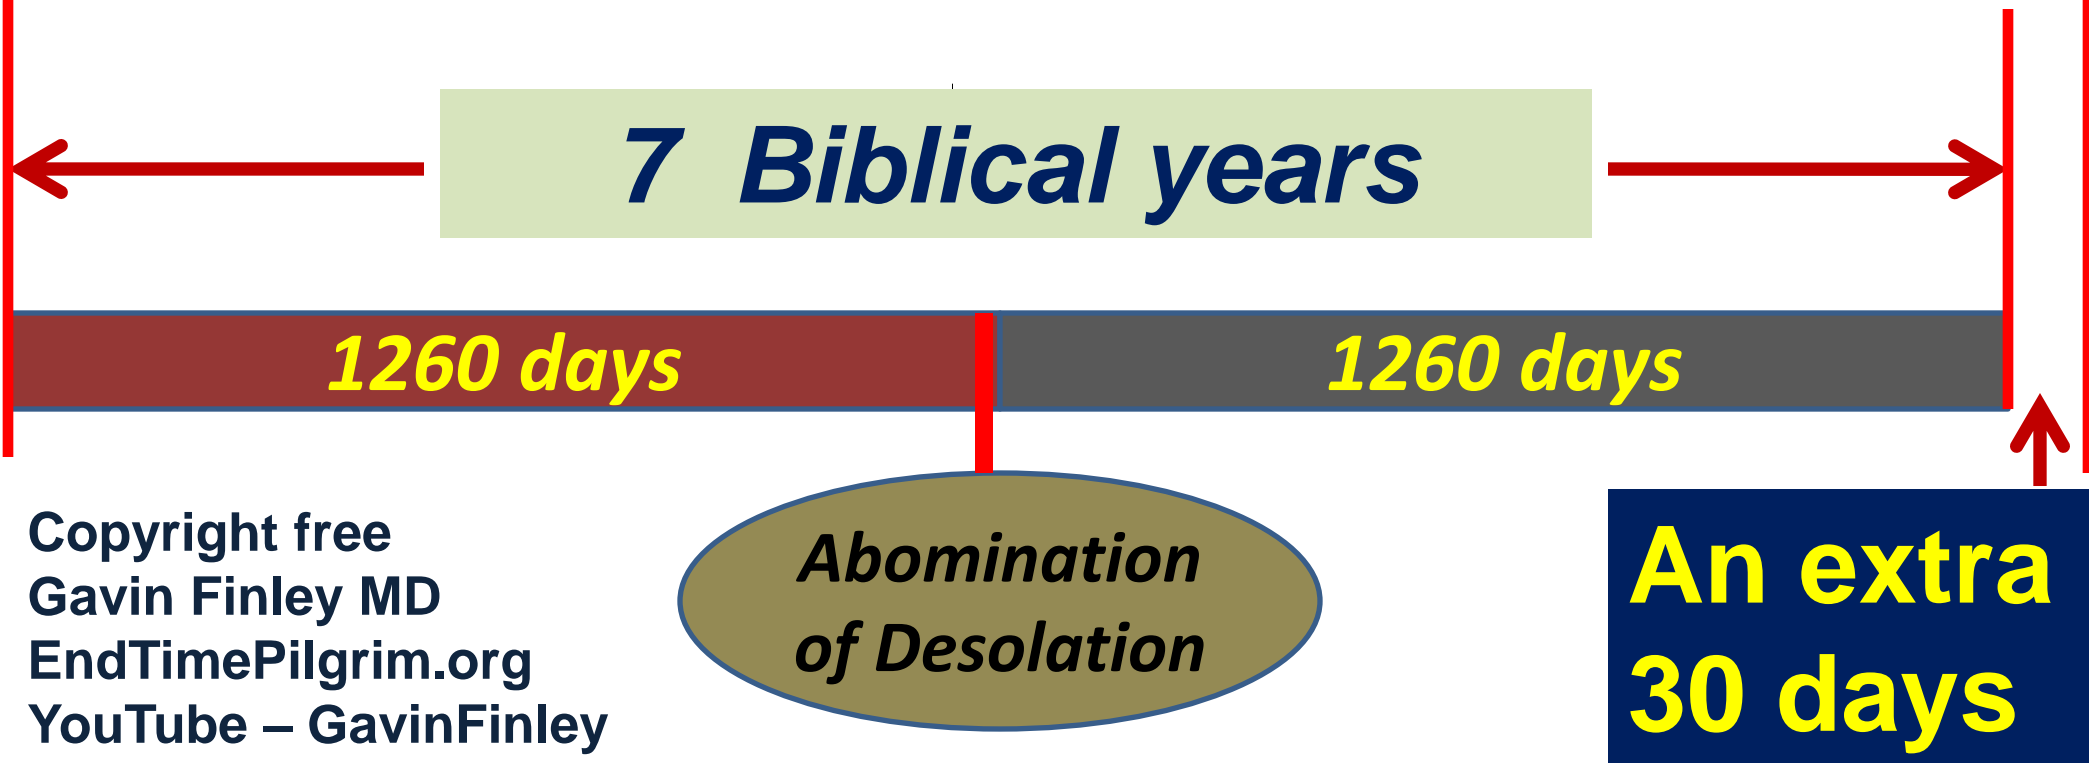 7 Biblical years
1260 days
1260 days
Abomination
of Desolation
Copyright free
Gavin Finley MD
EndTimePilgrim.org
YouTube – GavinFinley
An extra
30 days